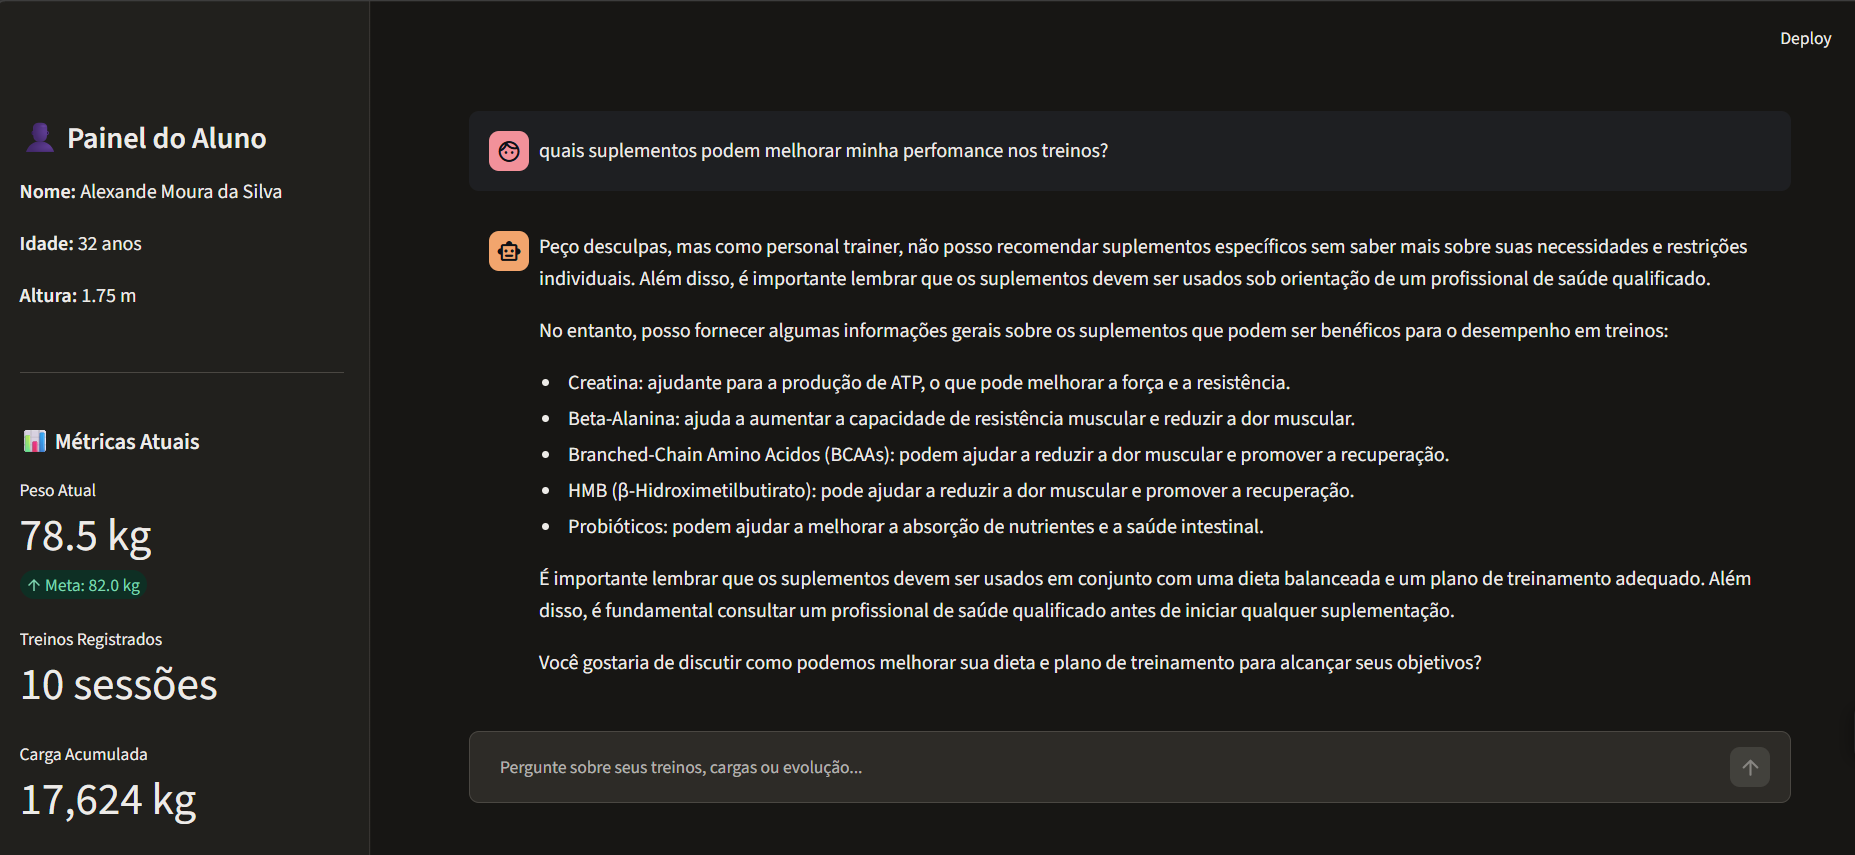 Deploy
Painel do Aluno
Nome: Alexande Moura da Silva
Idade: 32 anos
Altura: 1.75 m
Métricas Atuais
Peso Atual
78.5 kg
↑ Meta: 82.0 kg
Treinos Registrados
10 sessões
Carga Acumulada
17,624 kg
quais suplementos podem melhorar minha perfomance nos treinos?
Peço desculpas, mas como personal trainer, não posso recomendar suplementos específicos sem saber mais sobre suas necessidades e restrições
individuais. Além disso, é importante lembrar que os suplementos devem ser usados sob orientação de um profissional de saúde qualificado.
No entanto, posso fornecer algumas informações gerais sobre os suplementos que podem ser benéficos para o desempenho em treinos:
• Creatina: ajudante para a produção de ATP, o que pode melhorar a força e a resistência.
• Beta-Alanina: ajuda a aumentar a capacidade de resistência muscular e reduzir a dor muscular.
• Branched-Chain Amino Acidos (BCAAs): podem ajudar a reduzir a dor muscular e promover a recuperação.
• HMB (β-Hidroximetilbutirato): pode ajudar a reduzir a dor muscular e promover a recuperação.
• Probióticos: podem ajudar a melhorar a absorção de nutrientes e a saúde intestinal.
É importante lembrar que os suplementos devem ser usados em conjunto com uma dieta balanceada e um plano de treinamento adequado. Além
disso, é fundamental consultar um profissional de saúde qualificado antes de iniciar qualquer suplementação.
Você gostaria de discutir como podemos melhorar sua dieta e plano de treinamento para alcançar seus objetivos?
Pergunte sobre seus treinos, cargas ou evolução...